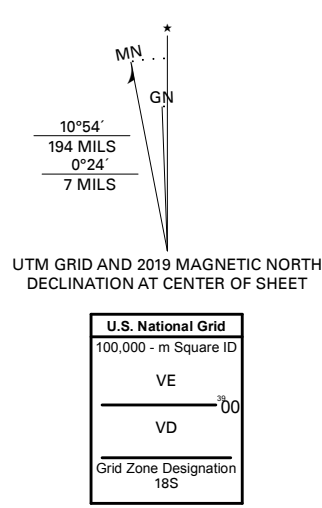 ★
MN
GN
10°54´
194 MILS
0°24´
7 MILS
UTM GRID AND 2019 MAGNETIC NORTH
DECLINATION AT CENTER OF SHEET
U.S. National Grid
100,000 - m Square ID
VE
39 00
VD
Grid Zone Designation
18S